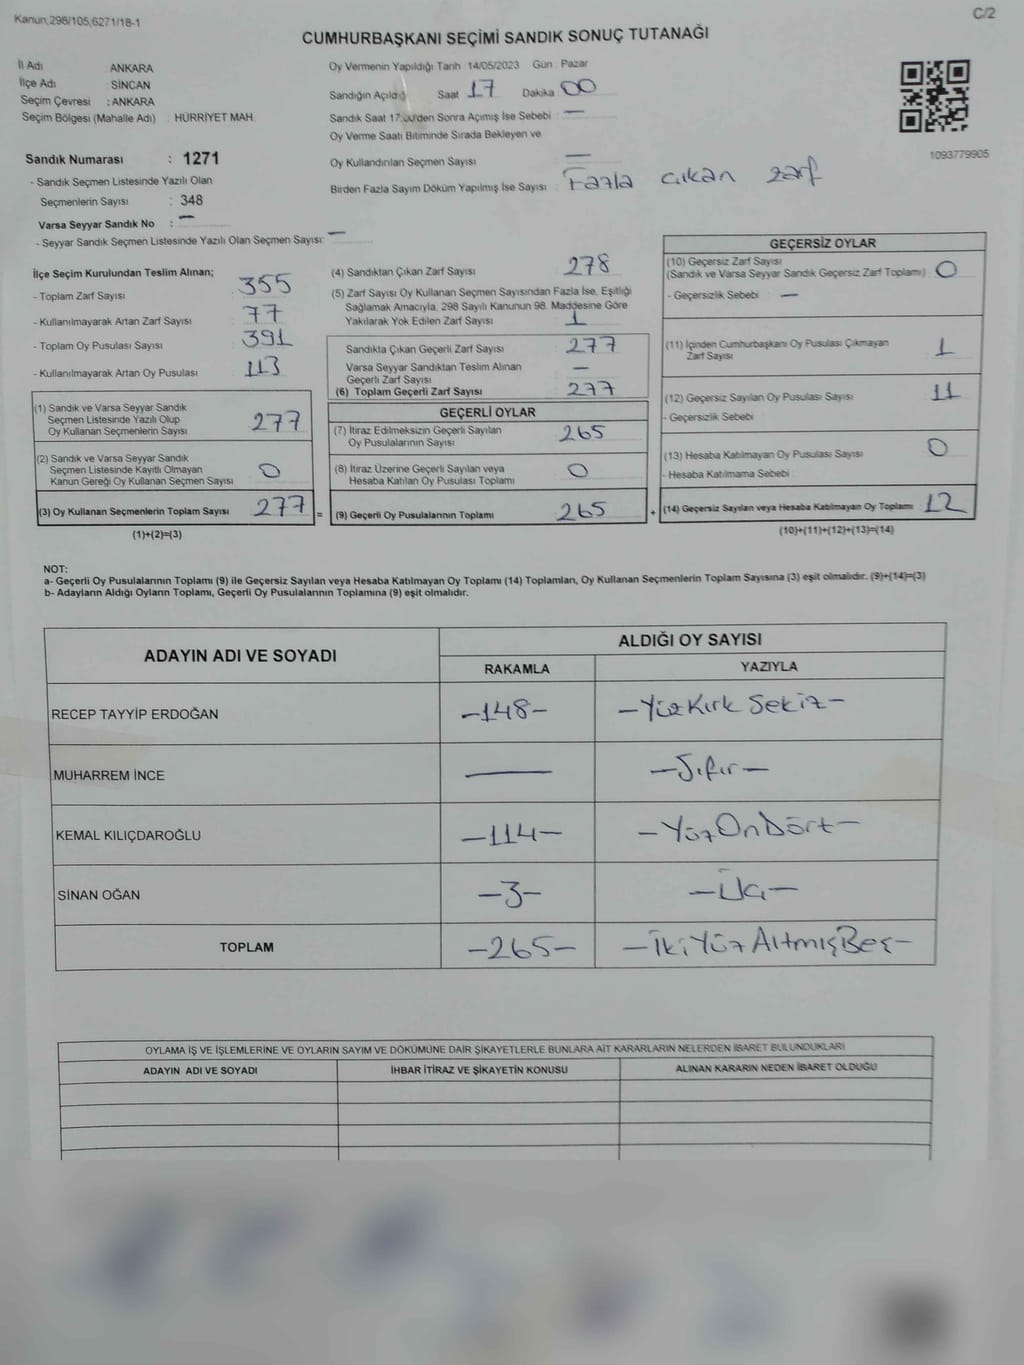 Kanun,298/105,6271/18-1
C/2
CUMHURBAŞKANI SEÇİMİ SANDIK SONUÇ TUTANAĞI
İl Adı : ANKARA
İlçe Adı : SİNCAN
Seçim Çevresi : ANKARA
Seçim Bölgesi (Mahalle Adı) : HÜRRİYET MAH.
Sandık Numarası : 1271
- Sandık Seçmen Listesinde Yazılı Olan
Seçmenlerin Sayısı : 348
Varsa Seyyar Sandık No : —
- Seyyar Sandık Seçmen Listesinde Yazılı Olan Seçmen Sayısı: —
Oy Vermenin Yapıldığı Tarih : 14/05/2023 Gün : Pazar
Sandığın Açıldığı Saat 17 Dakika 00
Sandık Saat 17:00'den Sonra Açımış İse Sebebi : —
Oy Verme Saati Bitiminde Sırada Bekleyen ve
Oy Kullandırılan Seçmen Sayısı —
Birden Fazla Sayım Döküm Yapılmış İse Sayısı : Fazla çıkan zarf
1093779905
İlçe Seçim Kurulundan Teslim Alınan;
- Toplam Zarf Sayısı 355
- Kullanılmayarak Artan Zarf Sayısı : 77
- Toplam Oy Pusulası Sayısı 391
- Kullanılmayarak Artan Oy Pusulası : 113
(1) Sandık ve Varsa Seyyar Sandık
Seçmen Listesinde Yazılı Olup
Oy Kullanan Seçmenlerin Sayısı 277
(2) Sandık ve Varsa Seyyar Sandık
Seçmen Listesinde Kayıtlı Olmayan
Kanun Gereği Oy Kullanan Seçmen Sayısı 0
(3) Oy Kullanan Seçmenlerin Toplam Sayısı 277 =
(1)+(2)=(3)
(4) Sandıktan Çıkan Zarf Sayısı 278
(5) Zarf Sayısı Oy Kullanan Seçmen Sayısından Fazla İse, Eşitliği
Sağlamak Amacıyla, 298 Sayılı Kanunun 98. Maddesine Göre
Yakılarak Yok Edilen Zarf Sayısı 1
Sandıkta Çıkan Geçerli Zarf Sayısı 277
Varsa Seyyar Sandıktan Teslim Alınan
Geçerli Zarf Sayısı —
(6) Toplam Geçerli Zarf Sayısı 277
GEÇERLİ OYLAR
(7) İtiraz Edilmeksizin Geçerli Sayılan
Oy Pusulalarının Sayısı 265
(8) İtiraz Üzerine Geçerli Sayılan veya
Hesaba Katılan Oy Pusulası Toplamı 0
(9) Geçerli Oy Pusulalarının Toplamı 265 +
GEÇERSİZ OYLAR
(10) Geçersiz Zarf Sayısı
(Sandık ve Varsa Seyyar Sandık Geçersiz Zarf Toplamı) 0
- Geçersizlik Sebebi : —
(11) İçinden Cumhurbaşkanı Oy Pusulası Çıkmayan
Zarf Sayısı 1
(12) Geçersiz Sayılan Oy Pusulası Sayısı 11
- Geçersizlik Sebebi
(13) Hesaba Katılmayan Oy Pusulası Sayısı 0
- Hesaba Katılmama Sebebi
(14) Geçersiz Sayılan veya Hesaba Katılmayan Oy Toplamı 12
(10)+(11)+(12)+(13)=(14)
NOT:
a- Geçerli Oy Pusulalarının Toplamı (9) ile Geçersiz Sayılan veya Hesaba Katılmayan Oy Toplamı (14) Toplamları, Oy Kullanan Seçmenlerin Toplam Sayısına (3) eşit olmalıdır. (9)+(14)=(3)
b- Adayların Aldığı Oyların Toplamı, Geçerli Oy Pusulalarının Toplamına (9) eşit olmalıdır.
ADAYIN ADI VE SOYADI
ALDIĞI OY SAYISI
RAKAMLA YAZIYLA
RECEP TAYYİP ERDOĞAN -148- -Yüz Kırk Sekiz-
MUHARREM İNCE — -Sıfır-
KEMAL KILIÇDAROĞLU -114- -Yüz On Dört-
SİNAN OĞAN -3- -Üç-
TOPLAM -265- -İki Yüz Altmış Beş-
OYLAMA İŞ VE İŞLEMLERİNE VE OYLARIN SAYIM VE DÖKÜMÜNE DAİR ŞİKAYETLERLE BUNLARA AİT KARARLARIN NELERDEN İBARET BULUNDUKLARI
ADAYIN ADI VE SOYADI İHBAR İTİRAZ VE ŞİKAYETİN KONUSU ALINAN KARARIN NEDEN İBARET OLDUĞU